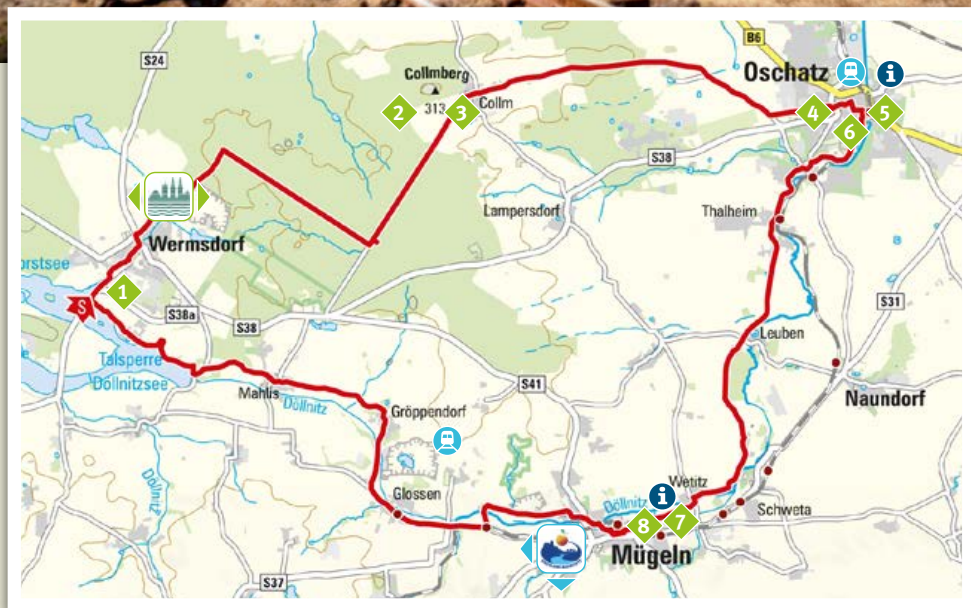 B6
S24
Oschatz
i
Collmberg
2
313
3
Collm
4
5
6
S38
Lampersdorf
Thalheim
Wermsdorf
orstsee
1
S
S38a
S38
S31
Talsperre
Döllnitzsee
Leuben
Mahlis
Döllnitz
S41
Naundorf
Gröppendorf
Döllnitz
Glossen
Wetitz
i
Döllnitz
8
7
Schweta
Mügeln
S37